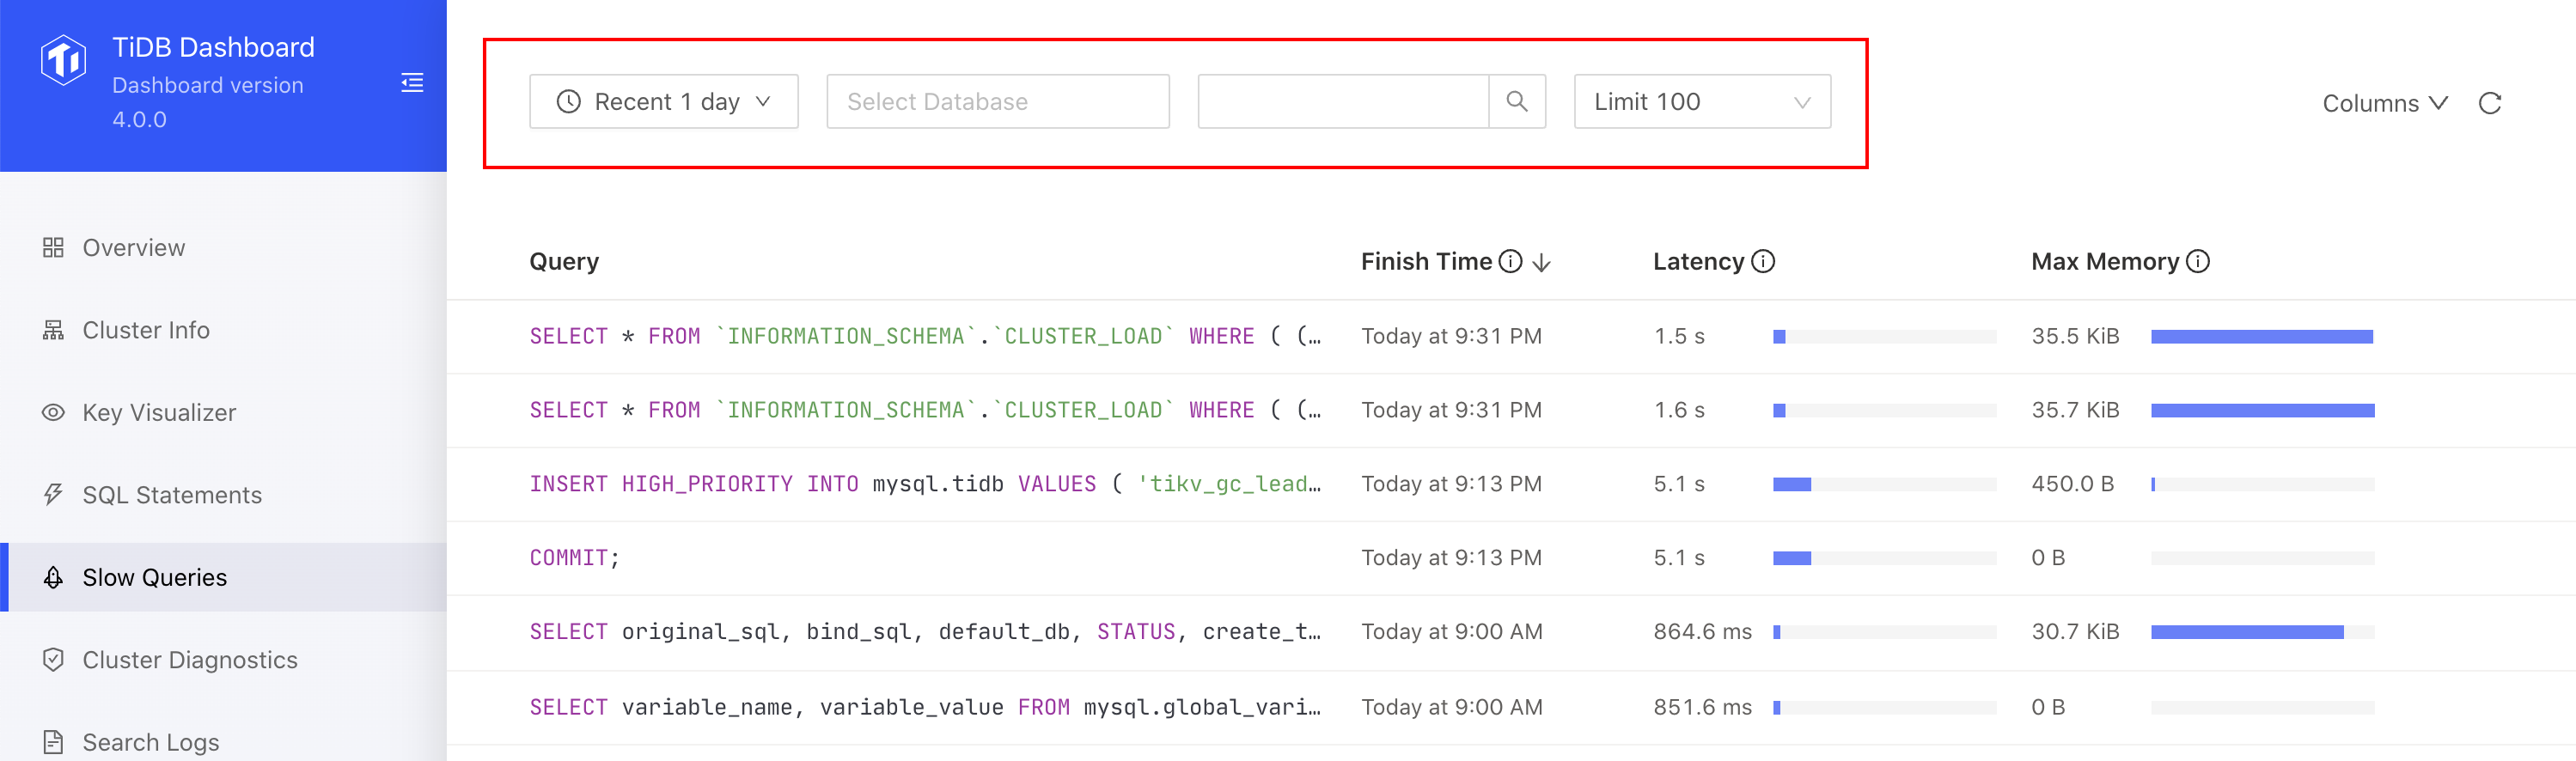 TiDB Dashboard
Dashboard version
4.0.0
Overview
Cluster Info
Key Visualizer
SQL Statements
Slow Queries
Cluster Diagnostics
Search Logs
Recent 1 day
Select Database
Limit 100
Columns
Query Finish Time Latency Max Memory
SELECT * FROM `INFORMATION_SCHEMA`.`CLUSTER_LOAD` WHERE ( (… Today at 9:31 PM 1.5 s 35.5 KiB
SELECT * FROM `INFORMATION_SCHEMA`.`CLUSTER_LOAD` WHERE ( (… Today at 9:31 PM 1.6 s 35.7 KiB
INSERT HIGH_PRIORITY INTO mysql.tidb VALUES ( 'tikv_gc_lead… Today at 9:13 PM 5.1 s 450.0 B
COMMIT; Today at 9:13 PM 5.1 s 0 B
SELECT original_sql, bind_sql, default_db, STATUS, create_t… Today at 9:00 AM 864.6 ms 30.7 KiB
SELECT variable_name, variable_value FROM mysql.global_vari… Today at 9:00 AM 851.6 ms 0 B